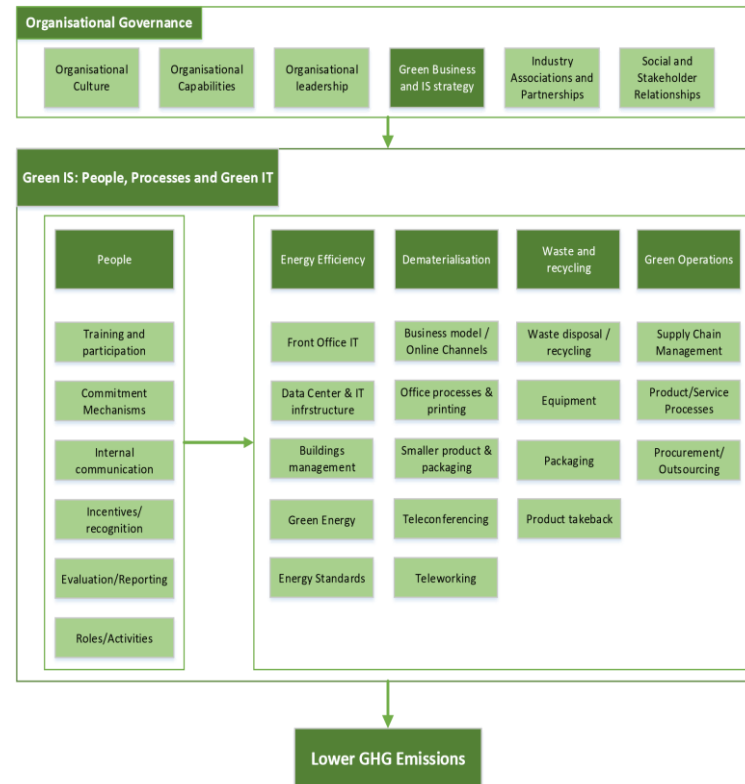 Organisational Governance
Organisational
Culture
Organisational
Capabilities
Organisational
leadership
Green Business
and IS strategy
Industry
Associations and
Partnerships
Social and
Stakeholder
Relationships
Green IS: People, Processes and Green IT
People
Training and
participation
Commitment
Mechanisms
Internal
communication
Incentives/
recognition
Evaluation/Reporting
Roles/Activities
Energy Efficiency
Front Office IT
Data Center & IT
infrstructure
Buildings
management
Green Energy
Energy Standards
Dematerialisation
Business model /
Online Channels
Office processes &
printing
Smaller product &
packaging
Teleconferencing
Teleworking
Waste and
recycling
Waste disposal /
recycling
Equipment
Packaging
Product takeback
Green Operations
Supply Chain
Management
Product/Service
Processes
Procurement/
Outsourcing
Lower GHG Emissions